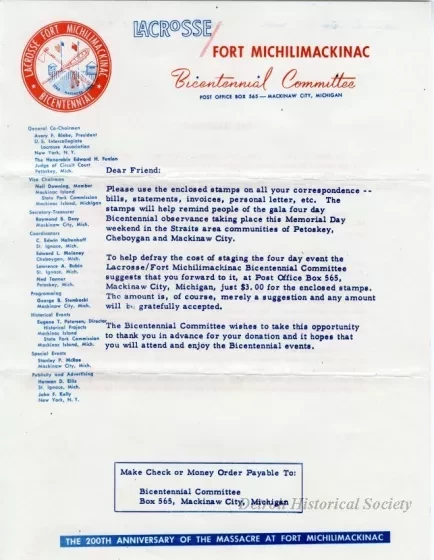 LACROSSE FORT MICHILIMACKINAC
BICENTENNIAL
LACROSSE/
FORT MICHILIMACKINAC
Bicentennial Committee
POST OFFICE BOX 565 — MACKINAW CITY, MICHIGAN
General Co-Chairmen
Avery F. Blake, President
U.S. Intercollegiate
Lacrosse Association
New York, N.Y.
The Honorable Edward H. Fenlon
Judge of Circuit Court
Petoskey, Mich.
Vice Chairman
Neil Downing, Member
Mackinac Island
State Park Commission
Mackinac Island, Michigan
Secretary-Treasurer
Raymond B. Desy
Mackinaw City, Mich.
Coordinators
C. Edwin Haltenhoff
St. Ignace, Mich.
Edward L. Maloney
Cheboygan, Mich.
Lawrence A. Rubin
St. Ignace, Mich.
Ned Tanner
Petoskey, Mich.
Programming
George B. Stambecki
Mackinaw City, Mich.
Historical Events
Eugene T. Petersen, Director
Historical Projects
Mackinac Island
State Park Commission
Mackinac Island, Mich.
Special Events
Stanley P. McRae
Mackinaw City, Mich.
Publicity and Advertising
Herman D. Ellis
St. Ignace, Mich.
John F. Kelly
New York, N.Y.
Dear Friend:
Please use the enclosed stamps on all your correspondence --
bills, statements, invoices, personal letter, etc. The
stamps will help remind people of the gala four day
Bicentennial observance taking place this Memorial Day
weekend in the Straits area communities of Petoskey,
Cheboygan and Mackinaw City.
To help defray the cost of staging the four day event the
Lacrosse/Fort Michilimackinac Bicentennial Committee
suggests that you forward to it, at Post Office Box 565,
Mackinaw City, Michigan, just $3.00 for the enclosed stamps.
The amount is, of course, merely a suggestion and any amount
will be gratefully accepted.
The Bicentennial Committee wishes to take this opportunity
to thank you in advance for your donation and it hopes that
you will attend and enjoy the Bicentennial events.
Make Check or Money Order Payable To:
Bicentennial Committee
Box 565, Mackinaw City, Michigan
Detroit Historical Society
THE 200TH ANNIVERSARY OF THE MASSACRE AT FORT MICHILIMACKINAC